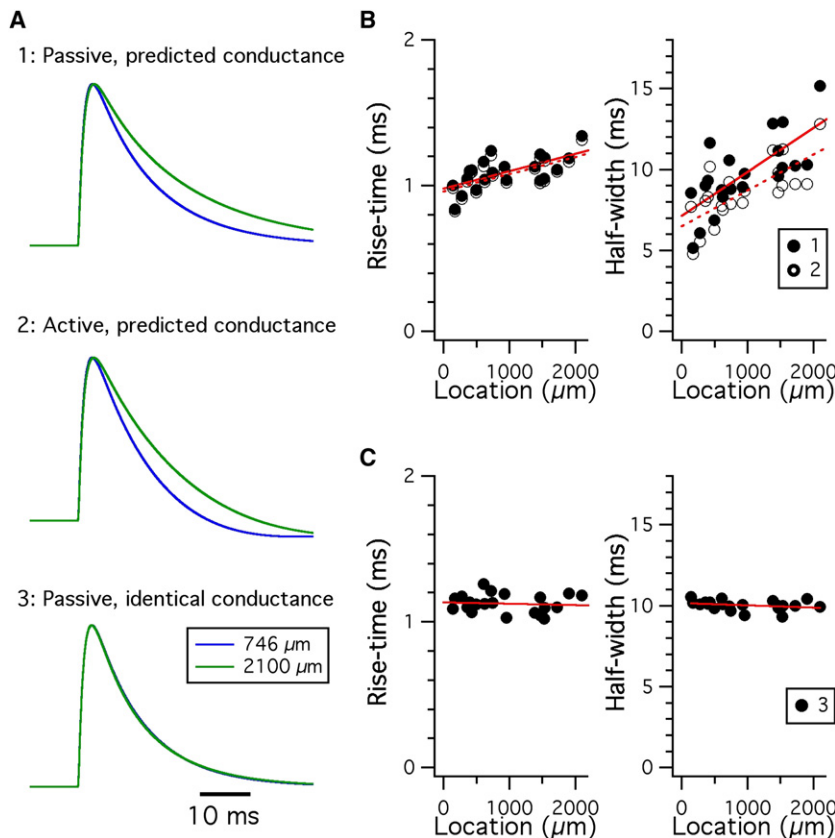 A
1: Passive, predicted conductance
2: Active, predicted conductance
3: Passive, identical conductance
746 µm
2100 µm
10 ms
B
Rise-time (ms)
2
1
0
0 1000 2000
Location (µm)
Half-width (ms)
15
10
5
0
0 1000 2000
Location (µm)
1
2
C
Rise-time (ms)
2
1
0
0 1000 2000
Location (µm)
Half-width (ms)
15
10
5
0
0 1000 2000
Location (µm)
3